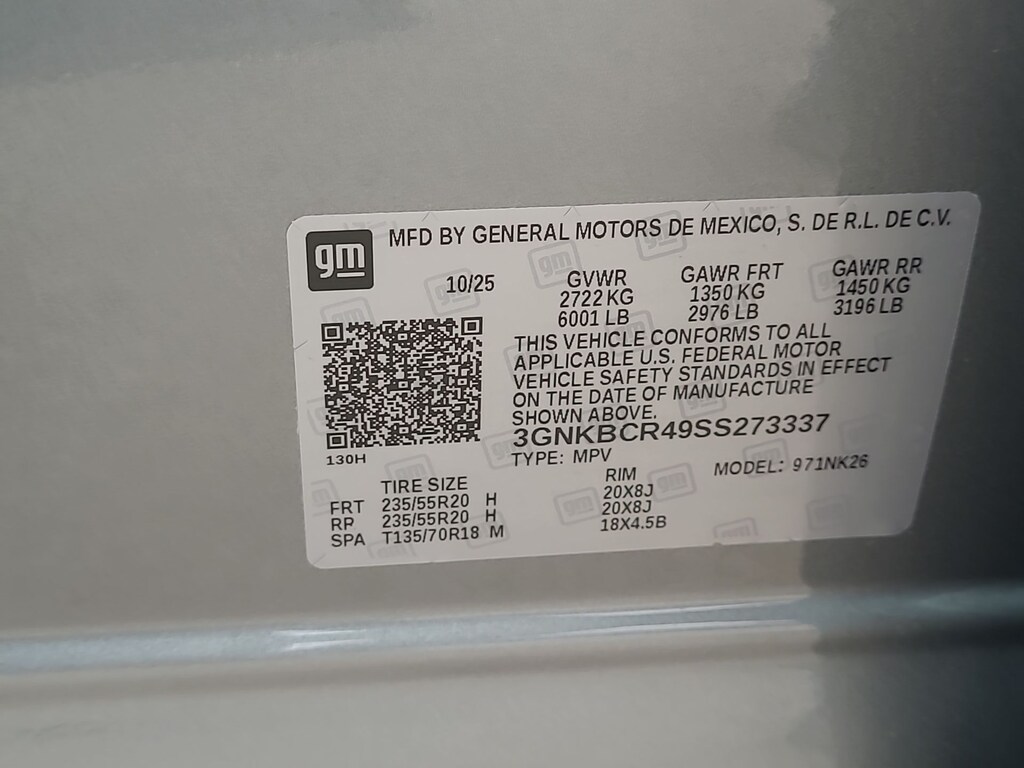 gm
MFD BY GENERAL MOTORS DE MEXICO, S. DE R.L. DE C.V.
10/25 GVWR GAWR FRT GAWR RR
2722 KG 1350 KG 1450 KG
6001 LB 2976 LB 3196 LB
THIS VEHICLE CONFORMS TO ALL
APPLICABLE U.S. FEDERAL MOTOR
VEHICLE SAFETY STANDARDS IN EFFECT
ON THE DATE OF MANUFACTURE
SHOWN ABOVE.
3GNKBCR49SS273337
130H
TYPE: MPV MODEL: 971NK26
TIRE SIZE RIM
FRT 235/55R20 H 20X8J
RP 235/55R20 H 20X8J
SPA T135/70R18 M 18X4.5B